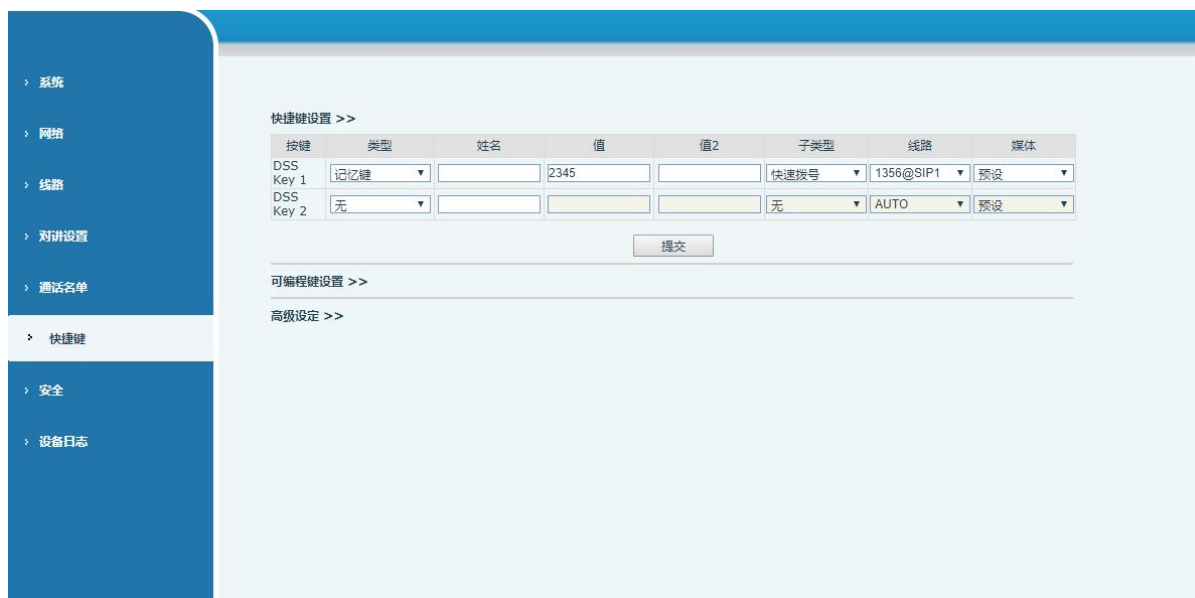 系统
网络
线路
对讲设置
通话名单
快捷键
安全
设备日志
快捷键设置 >>
按键 类型 姓名 值 值2 子类型 线路 媒体
DSS Key 1 记忆键 2345 快速拨号 1356@SIP1 预设
DSS Key 2 无 无 AUTO 预设
提交
可编程键设置 >>
高级设定 >>